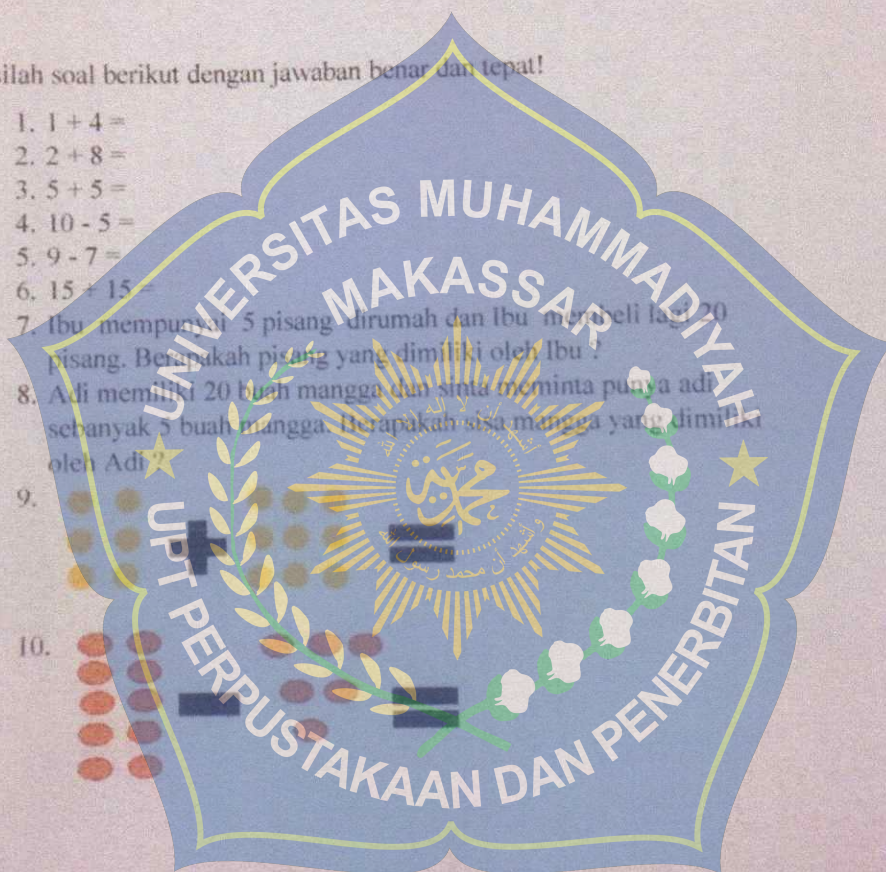 silah soal berikut dengan jawaban benar dan tepat!
1. 1 + 4 =
2. 2 + 8 =
3. 5 + 5 =
4. 10 - 5 =
5. 9 - 7 =
6. 15 + 15 =
7. Ibu mempunyai 5 pisang dirumah dan Ibu membeli lagi 20
pisang. Berapakah pisang yang dimiliki oleh Ibu ?
8. Adi memiliki 20 buah mangga dan sinta meminta punya adi
sebanyak 5 buah mangga. Berapakah sisa mangga yang dimiliki
oleh Adi ?
9.
+ =
10.
- =
UNIVERSITAS MUHAMMADIYAH
MAKASSAR
UPT PERPUSTAKAAN DAN PENERBITAN